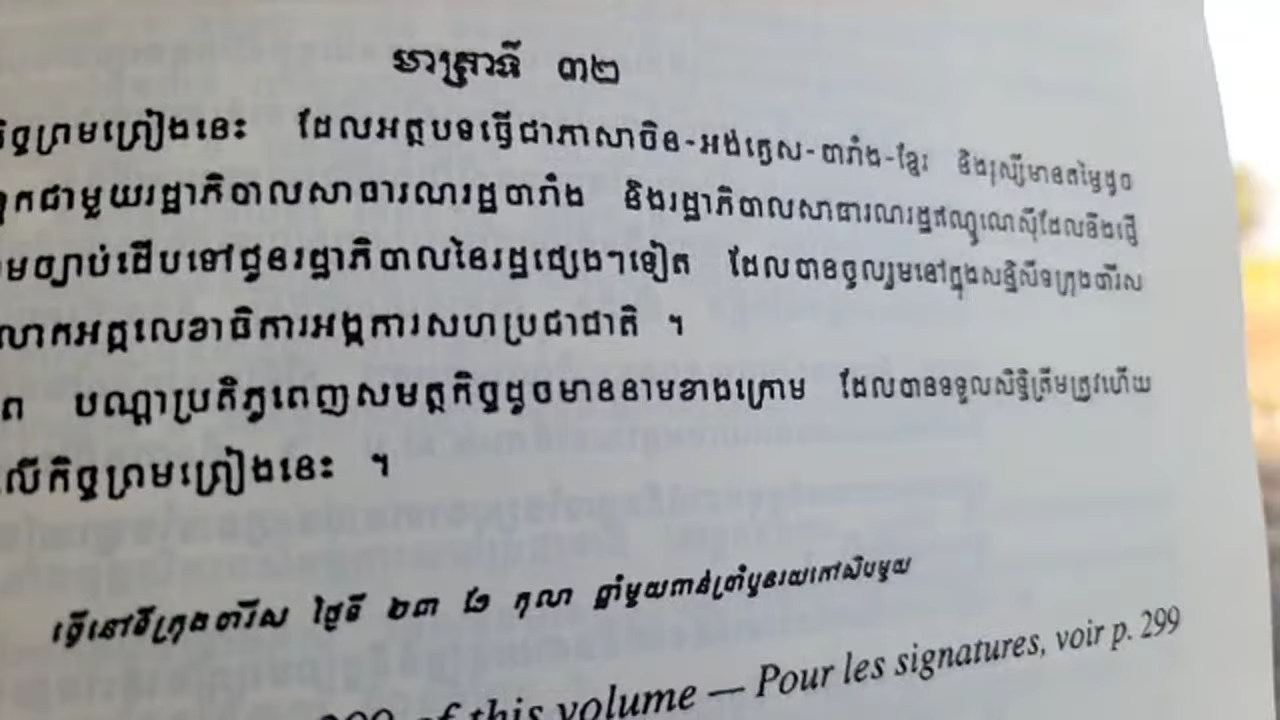 មាត្រាទី ៣២
កិច្ចព្រមព្រៀងនេះ ដែលអត្ថបទធ្វើជាភាសាចិន-អង់គ្លេស-បារាំង-ខ្មែរ និងរុស្ស៊ីមានតម្លៃដូច
ទុកជាមួយរដ្ឋាភិបាលសាធារណរដ្ឋបារាំង និងរដ្ឋាភិបាលសាធារណរដ្ឋឥណ្ឌូណេស៊ីដែលនឹងផ្ញើ
មច្បាប់ដើបទៅជូនរដ្ឋាភិបាលនៃរដ្ឋផ្សេងៗទៀត ដែលបានចូលរួមនៅក្នុងសន្និសីទក្រុងបារីស
លោកអគ្គលេខាធិការអង្គការសហប្រជាជាតិ ។
ត បណ្តាប្រតិភូពេញសមត្ថកិច្ចដូចមាននាមខាងក្រោម ដែលបានទទួលសិទ្ធិត្រឹមត្រូវហើយ
លើកិច្ចព្រមព្រៀងនេះ ។
ធ្វើនៅទីក្រុងបារីស ថ្ងៃទី ២៣ ខែ តុលា ឆ្នាំមួយពាន់ប្រាំបួនរយកៅសិបមួយ
of this volume — Pour les signatures, voir p. 299